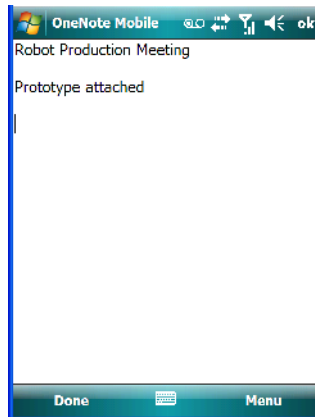 OneNote Mobile ok
Robot Production Meeting
Prototype attached
Done Menu